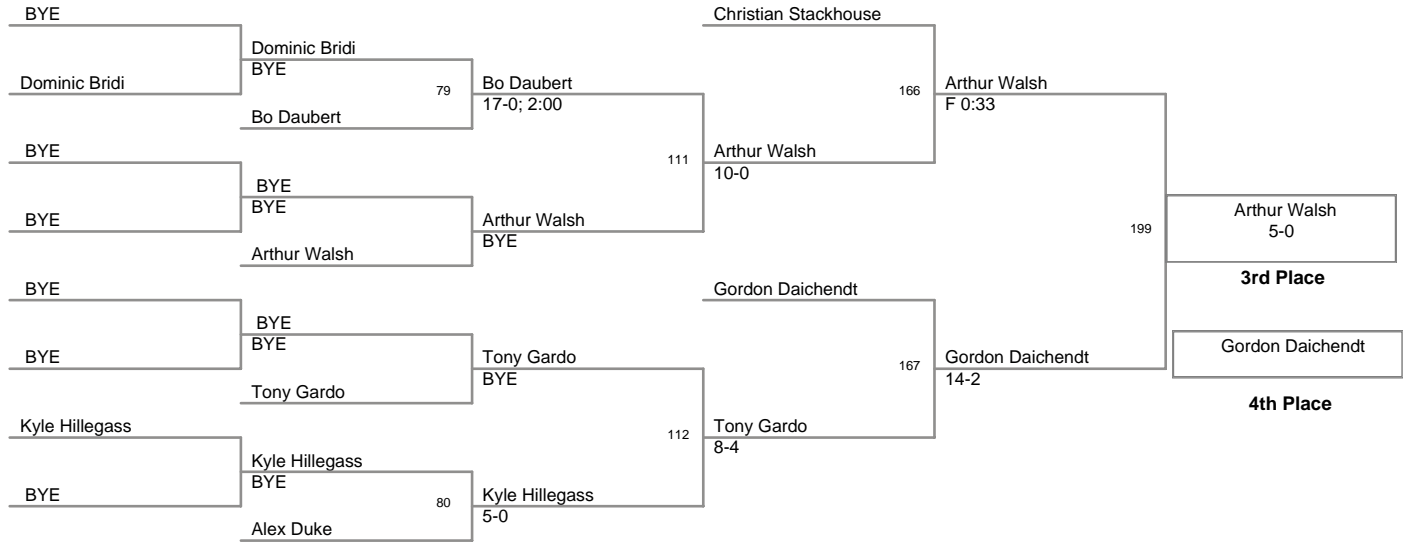 BYE
Christian Stackhouse
Dominic Bridi
BYE
Dominic Bridi
79
Bo Daubert
17-0; 2:00
166
Arthur Walsh
F 0:33
Bo Daubert
BYE
111
Arthur Walsh
10-0
BYE
BYE
BYE
Arthur Walsh
BYE
199
Arthur Walsh
5-0
Arthur Walsh
3rd Place
BYE
Gordon Daichendt
BYE
BYE
BYE
Tony Gardo
BYE
167
Gordon Daichendt
14-2
Gordon Daichendt
Tony Gardo
4th Place
Kyle Hillegass
112
Tony Gardo
8-4
Kyle Hillegass
BYE
BYE
80
Kyle Hillegass
5-0
Alex Duke